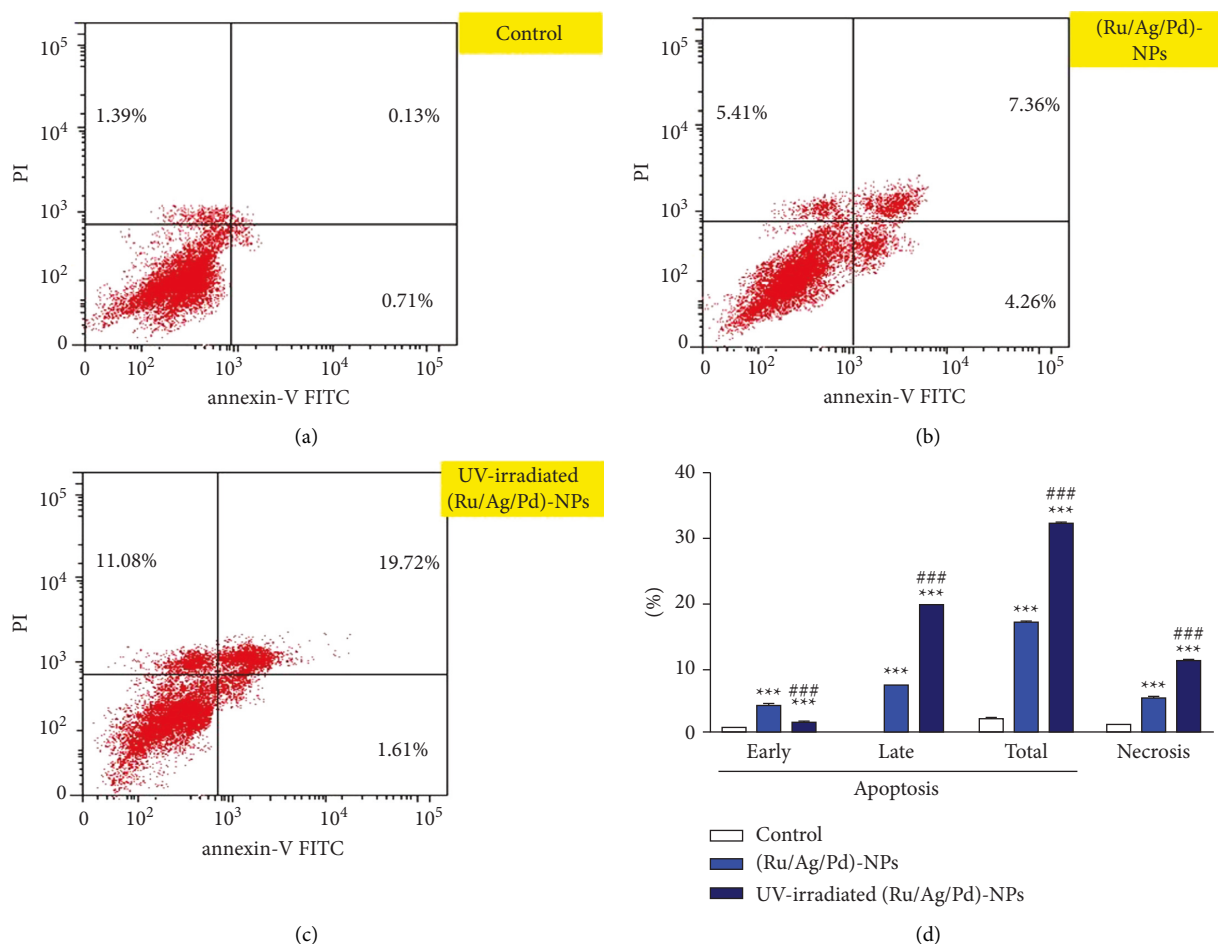 Control
10^5
10^4
10^3
10^2
0
PI
1.39%
0.13%
0.71%
0
10^2
10^3
10^4
10^5
annexin-V FITC
(a)
(Ru/Ag/Pd)-
NPs
10^5
10^4
10^3
10^2
0
PI
5.41%
7.36%
4.26%
0
10^2
10^3
10^4
10^5
annexin-V FITC
(b)
UV-irradiated
(Ru/Ag/Pd)-NPs
10^5
10^4
10^3
10^2
0
PI
11.08%
19.72%
1.61%
0
10^2
10^3
10^4
10^5
annexin-V FITC
(c)
40
30
20
10
0
(%)
***
###
***
***
###
***
***
###
***
***
###
***
Early
Late
Total
Necrosis
Apoptosis
Control
(Ru/Ag/Pd)-NPs
UV-irradiated (Ru/Ag/Pd)-NPs
(d)